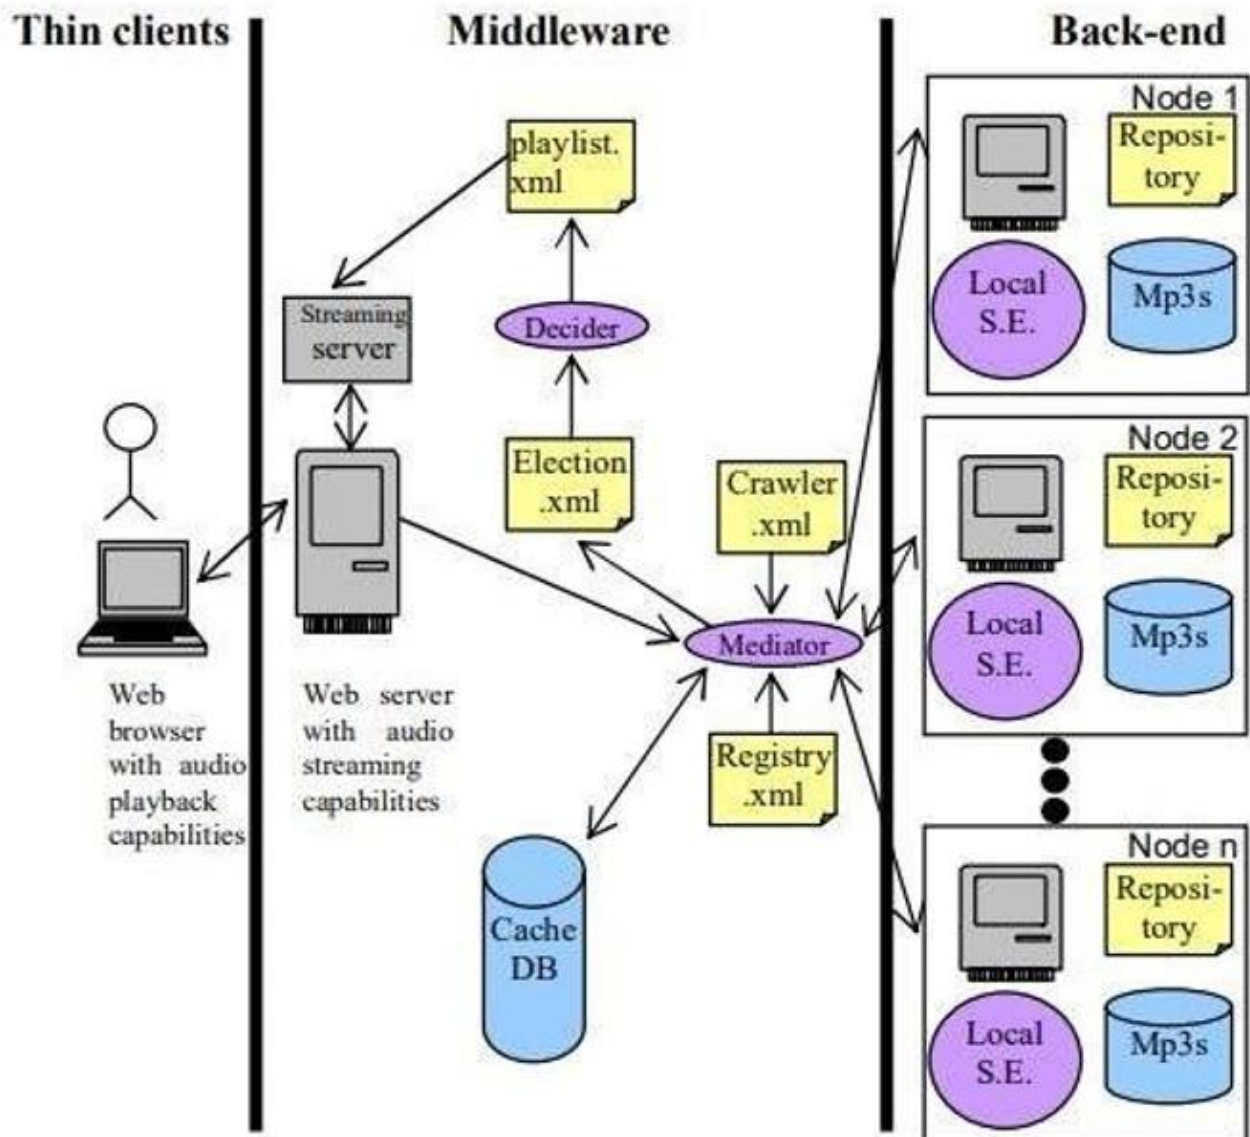 Thin clients
Middleware
Back-end
playlist.
xml
Streaming
server
Decider
Election
.xml
Crawler
.xml
Mediator
Registry
.xml
Cache
DB
Web
browser
with audio
playback
capabilities
Web server
with audio
streaming
capabilities
Node 1
Reposi-
tory
Local
S.E.
Mp3s
Node 2
Reposi-
tory
Local
S.E.
Mp3s
Node n
Reposi-
tory
Local
S.E.
Mp3s